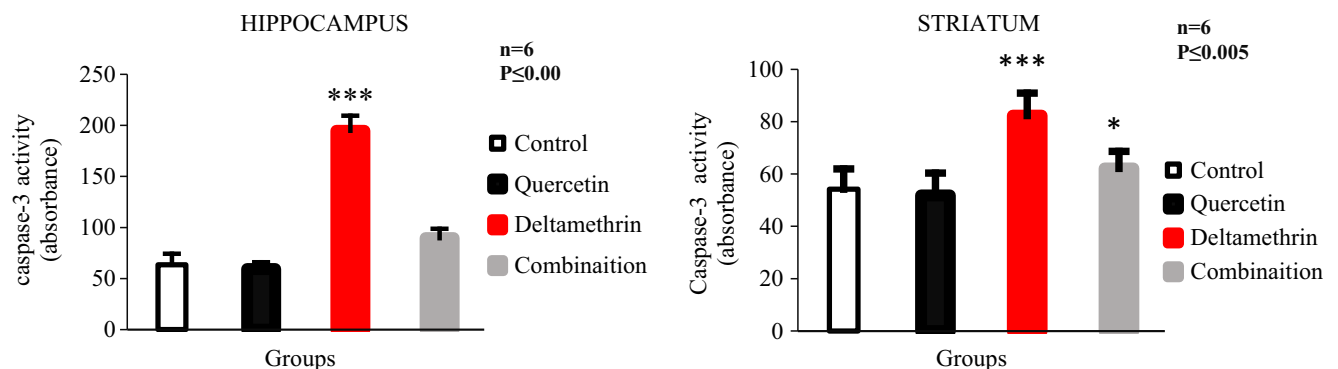 HIPPOCAMPUS
n=6
P≤0.00
250
200
150
100
50
0
caspase-3 activity
(absorbance)
***
Control
Quercetin
Deltamethrin
Combinaition
Groups
STRIATUM
n=6
P≤0.005
100
80
60
40
20
0
Caspase-3 activity
(absorbance)
***
*
Control
Quercetin
Deltamethrin
Combinaition
Groups